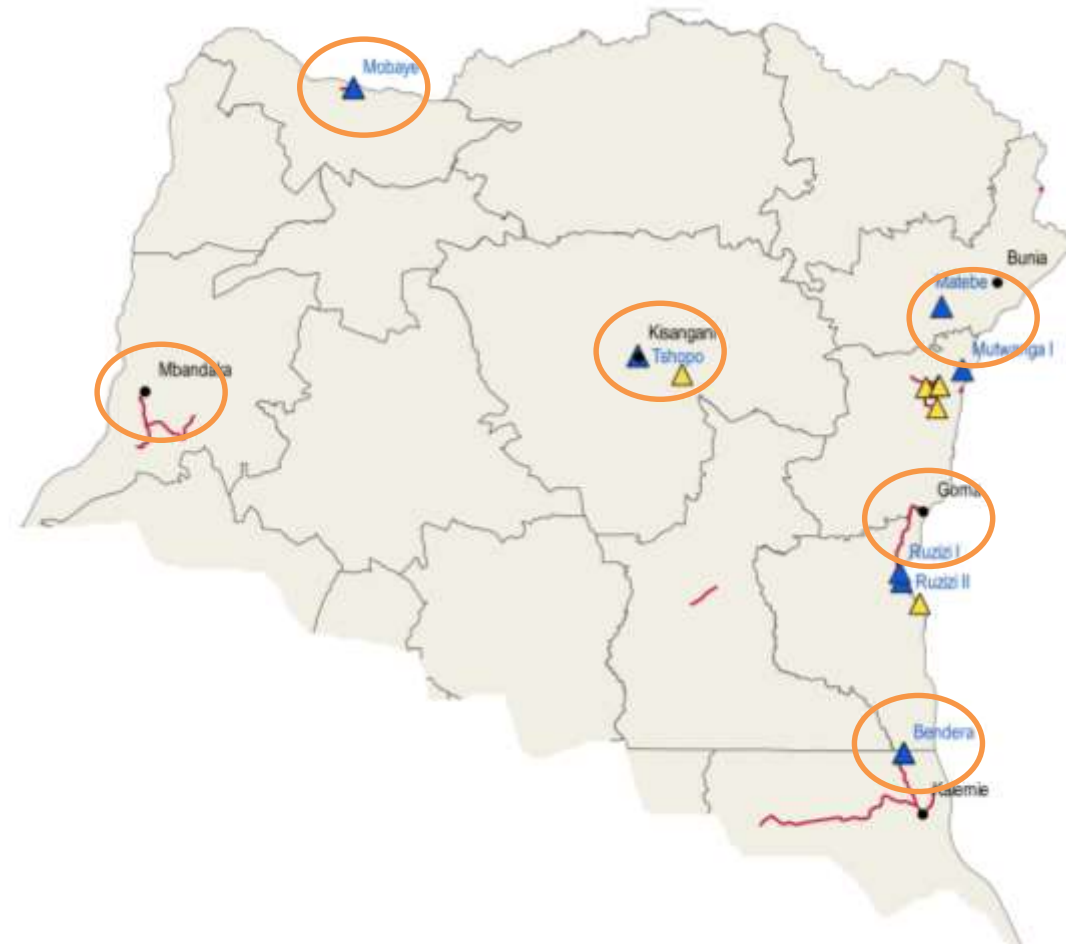 Mobaye
Bunia
Matebe
Kisangani
Tshopo
Mutwanga I
Mbandaka
Goma
Ruzizi I
Ruzizi II
Bendera
Kalemie